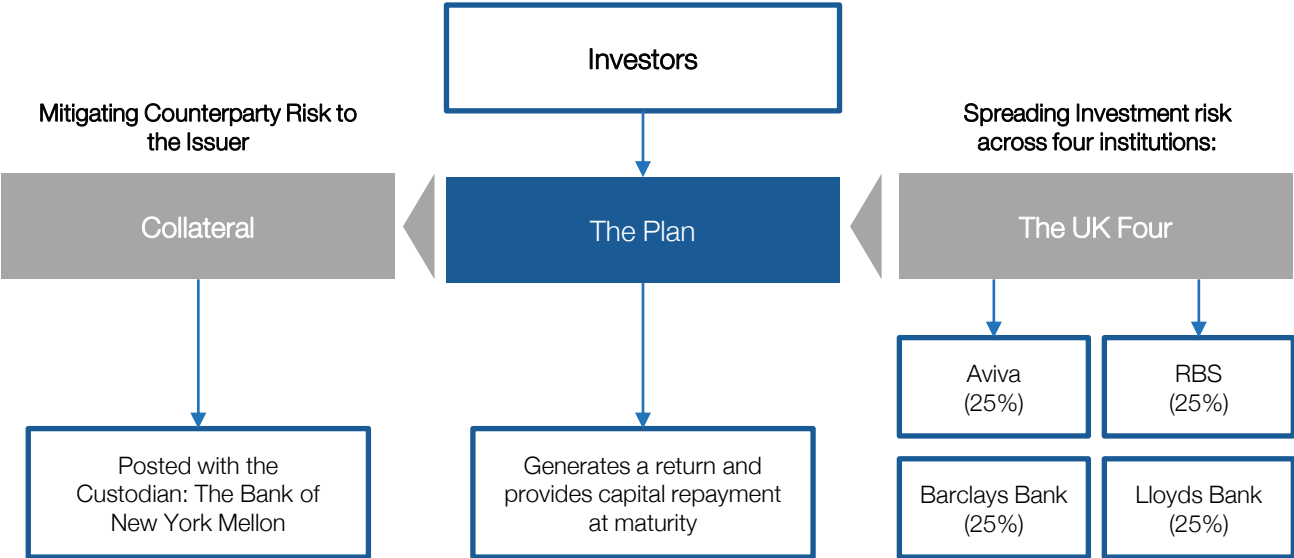 Investors
Mitigating Counterparty Risk to
the Issuer
Spreading Investment risk
across four institutions:
Collateral
The Plan
The UK Four
Posted with the
Custodian: The Bank of
New York Mellon
Generates a return and
provides capital repayment
at maturity
Aviva
(25%)
RBS
(25%)
Barclays Bank
(25%)
Lloyds Bank
(25%)